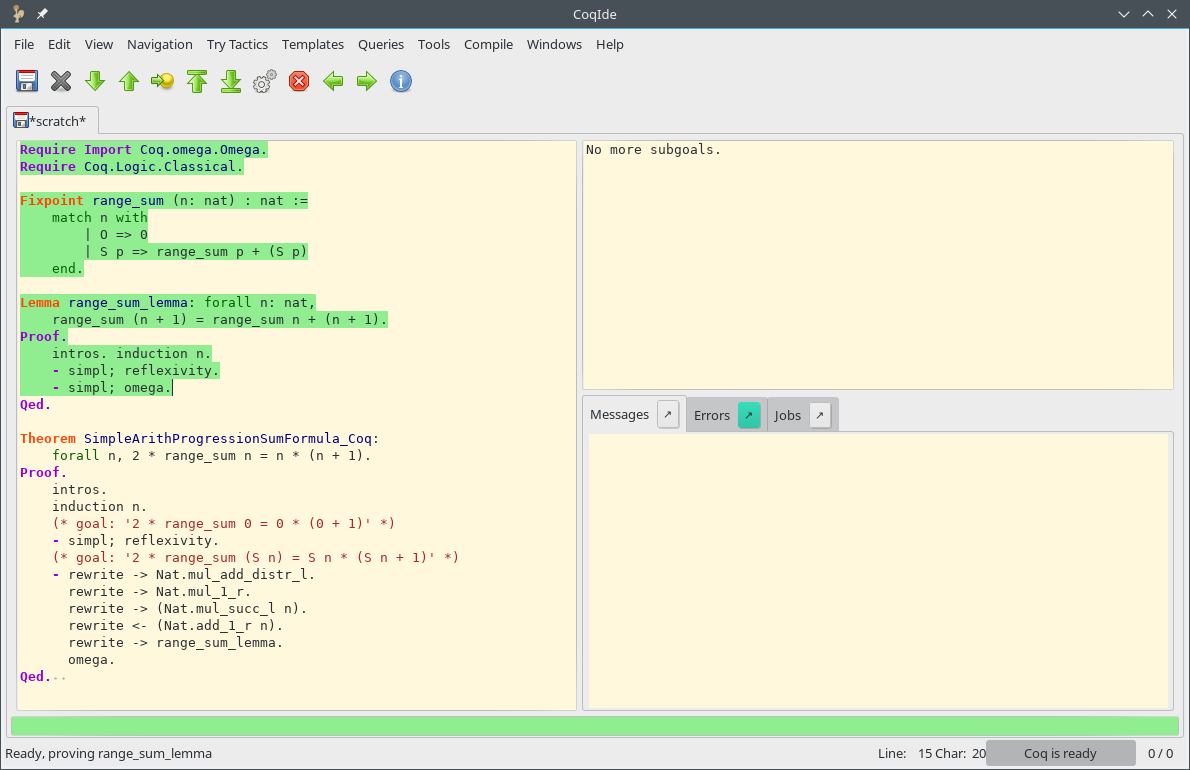 CoqIde
File Edit View Navigation Try Tactics Templates Queries Tools Compile Windows Help
*scratch*
Require Import Coq.omega.Omega.
Require Coq.Logic.Classical.

Fixpoint range_sum (n: nat) : nat :=
    match n with
        | O => 0
        | S p => range_sum p + (S p)
    end.

Lemma range_sum_lemma: forall n: nat,
    range_sum (n + 1) = range_sum n + (n + 1).
Proof.
    intros. induction n.
    - simpl; reflexivity.
    - simpl; omega.
Qed.

Theorem SimpleArithProgressionSumFormula_Coq:
    forall n, 2 * range_sum n = n * (n + 1).
Proof.
    intros.
    induction n.
    (* goal: '2 * range_sum 0 = 0 * (0 + 1)' *)
    - simpl; reflexivity.
    (* goal: '2 * range_sum (S n) = S n * (S n + 1)' *)
    - rewrite -> Nat.mul_add_distr_l.
      rewrite -> Nat.mul_1_r.
      rewrite -> (Nat.mul_succ_l n).
      rewrite <- (Nat.add_1_r n).
      rewrite -> range_sum_lemma.
      omega.
Qed.
No more subgoals.
Messages ↗ Errors ↗ Jobs ↗
Ready, proving range_sum_lemma
Line: 15 Char: 20 Coq is ready 0 / 0